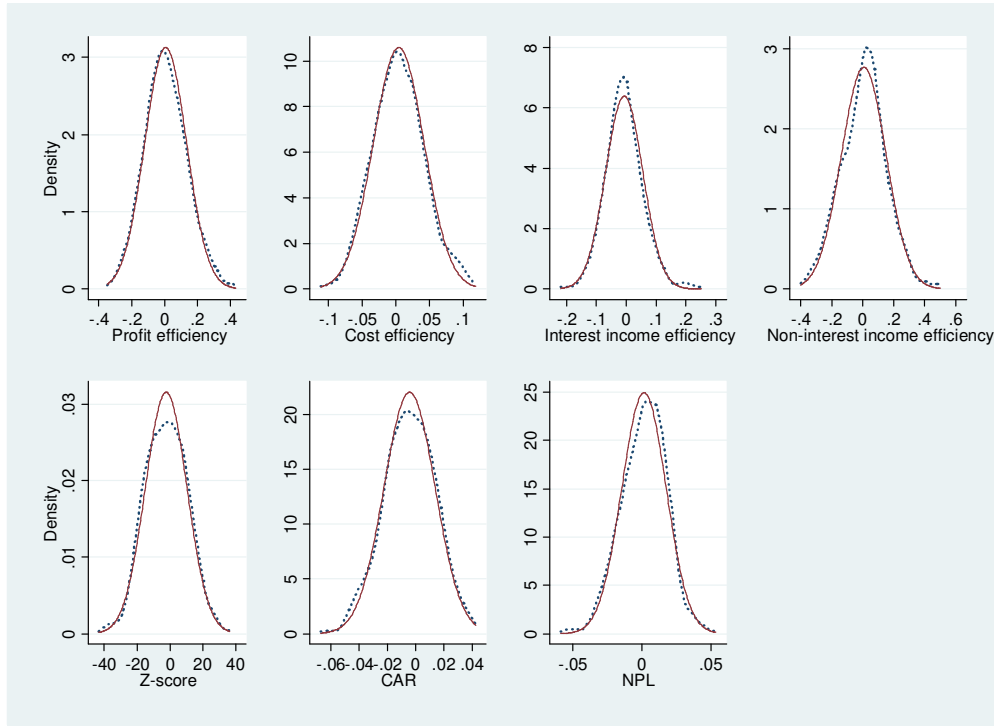 Density
3
2
1
0
-.4 -.2 0 .2 .4
Profit efficiency
10
8
6
4
2
0
-.1 -.05 0 .05 .1
Cost efficiency
8
6
4
2
0
-.2 -.1 0 .1 .2 .3
Interest income efficiency
3
2
1
0
-.4 -.2 0 .2 .4 .6
Non-interest income efficiency
Density
.03
.02
.01
0
-40 -20 0 20 40
Z-score
20
15
10
5
0
-.06 -.04 -.02 0 .02 .04
CAR
25
20
15
10
5
0
-.05 0 .05
NPL